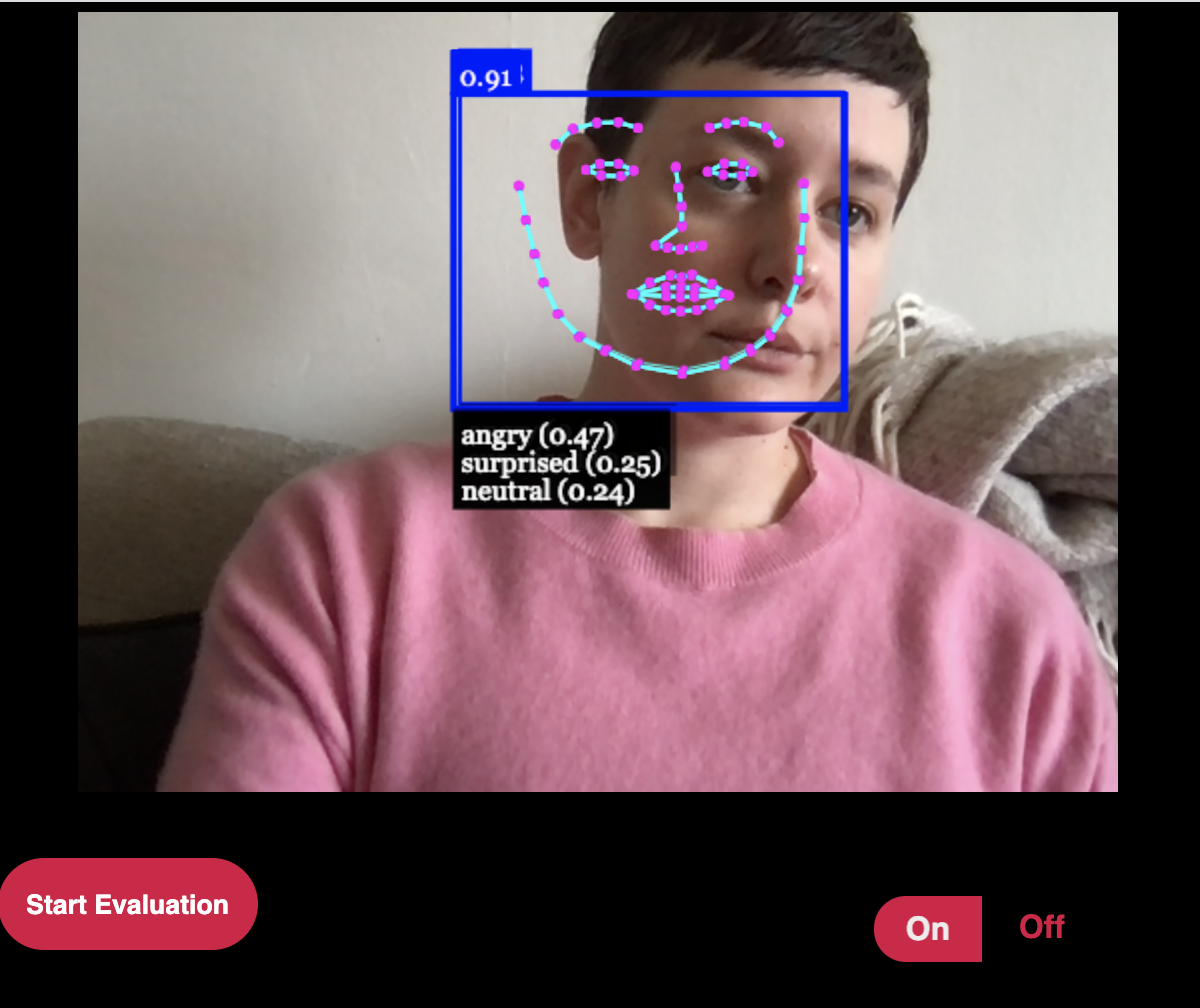 0.91
angry (0.47)
surprised (0.25)
neutral (0.24)
Start Evaluation
On
Off